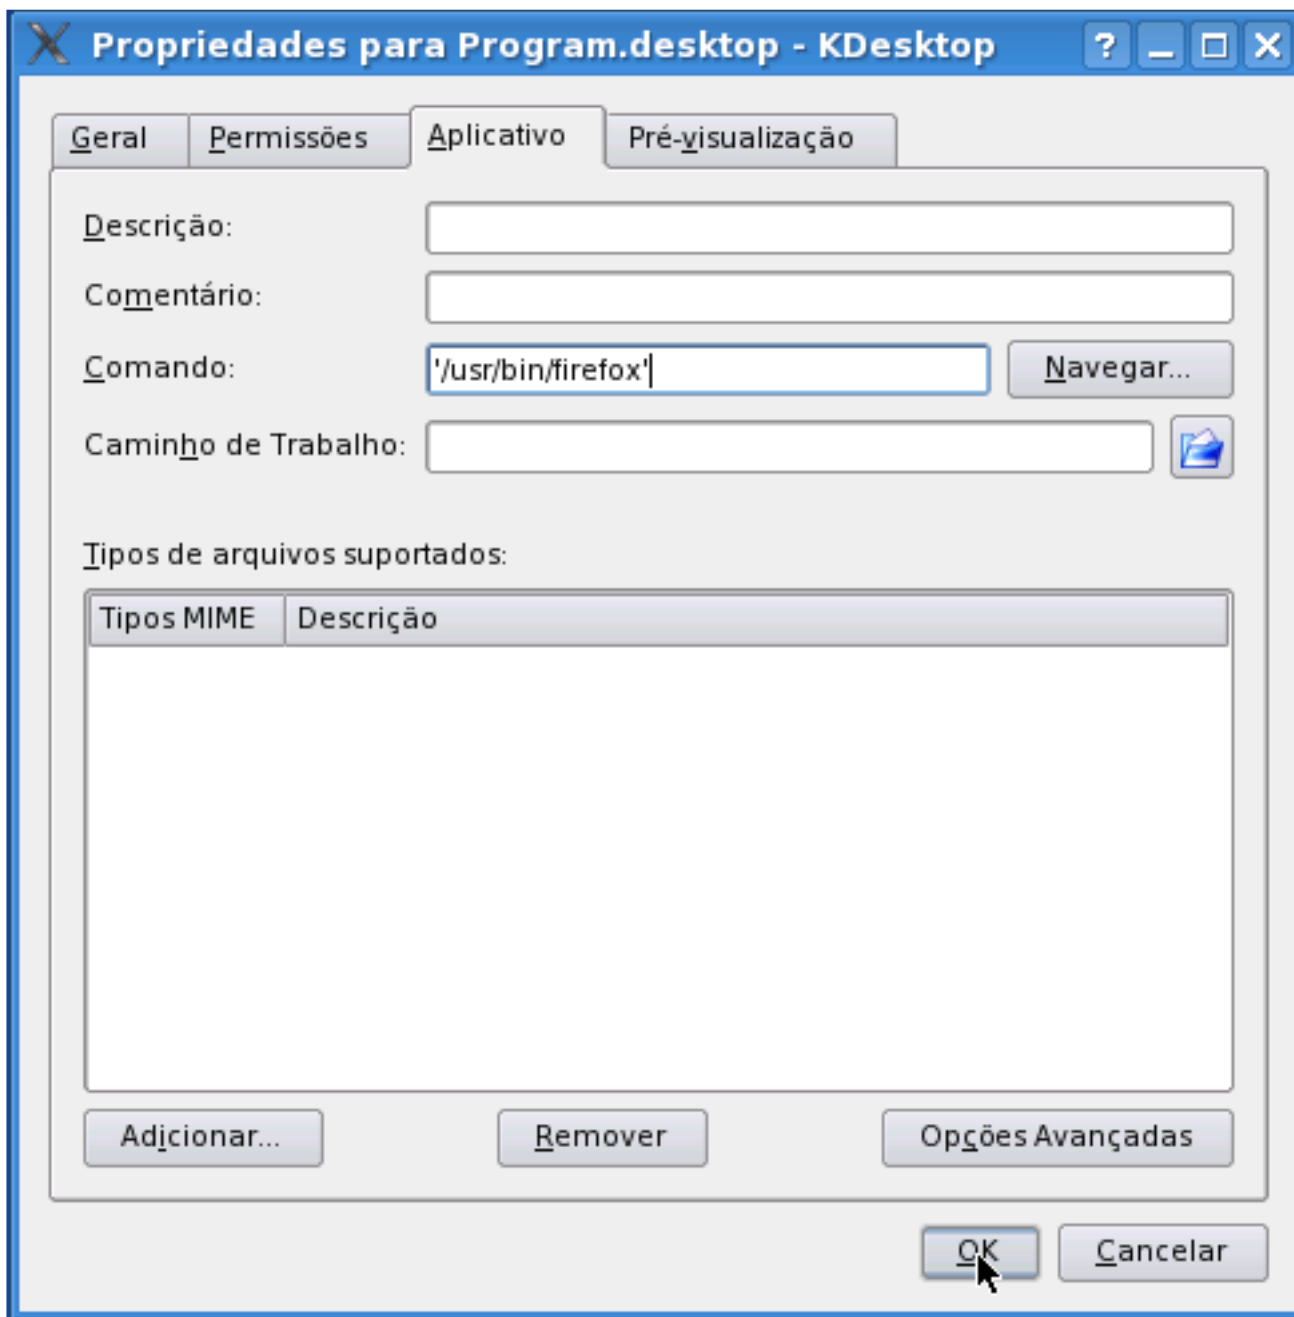 Propriedades para Program.desktop - KDesktop
Geral Permissões Aplicativo Pré-visualização
Descrição:
Comentário:
Comando: '/usr/bin/firefox' Navegar...
Caminho de Trabalho:
Tipos de arquivos suportados:
Tipos MIME Descrição
Adicionar... Remover Opções Avançadas
OK Cancelar